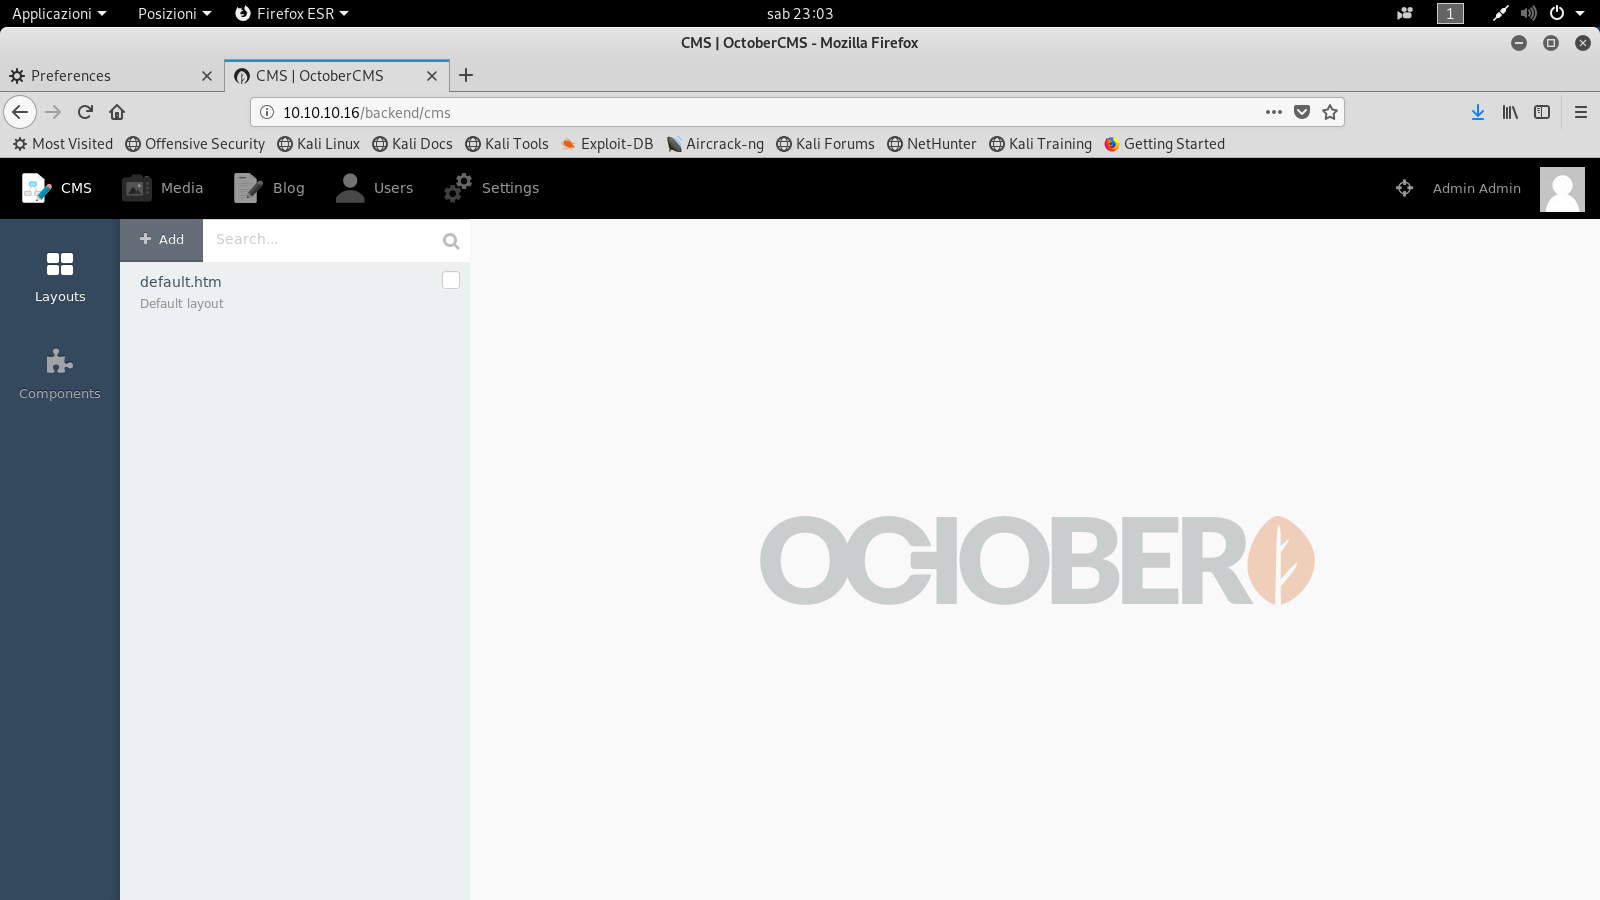 Applicazioni Posizioni Firefox ESR sab 23:03 1
CMS | OctoberCMS - Mozilla Firefox
Preferences CMS | OctoberCMS
10.10.10.16/backend/cms
Most Visited Offensive Security Kali Linux Kali Docs Kali Tools Exploit-DB Aircrack-ng Kali Forums NetHunter Kali Training Getting Started
CMS Media Blog Users Settings Admin Admin
Add Search...
default.htm
Default layout
Layouts
Components
OCTOBER